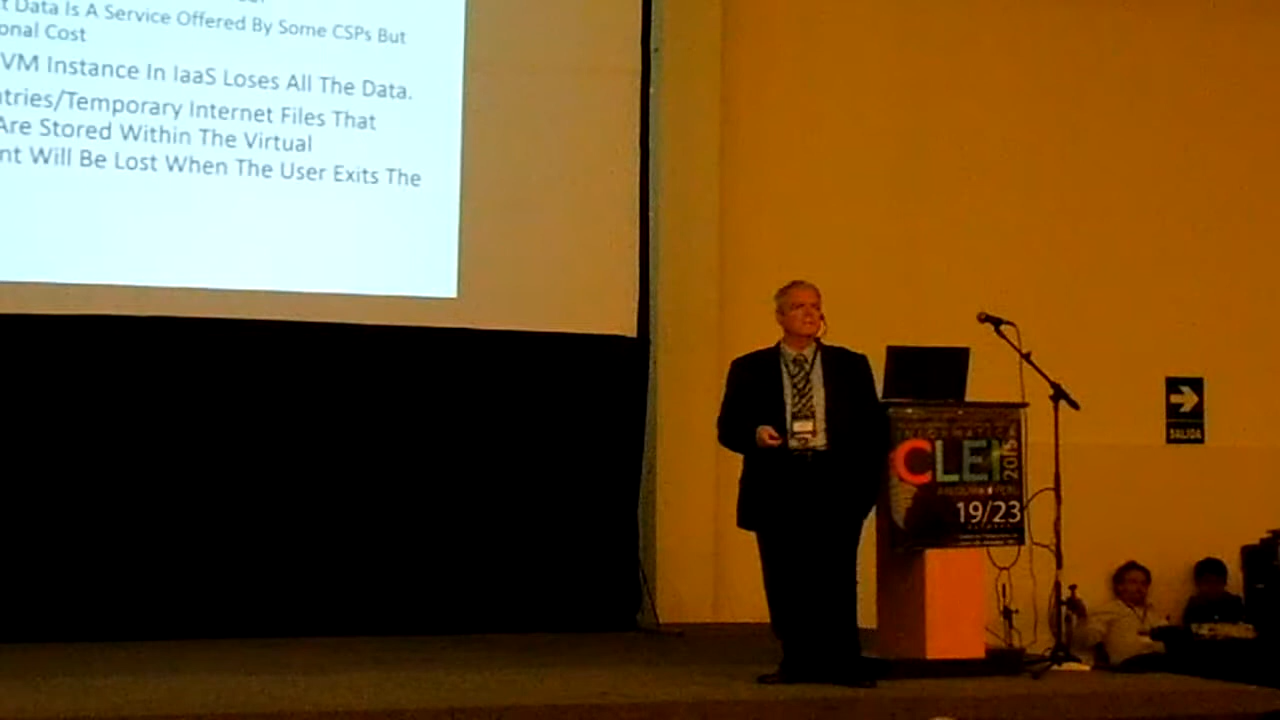 t Data Is A Service Offered By Some CSPs But
onal Cost
VM Instance In IaaS Loses All The Data.
ntries/Temporary Internet Files That
Are Stored Within The Virtual
nt Will Be Lost When The User Exits The
INFORMATICA
CLEI
2015
19/23
SALIDA